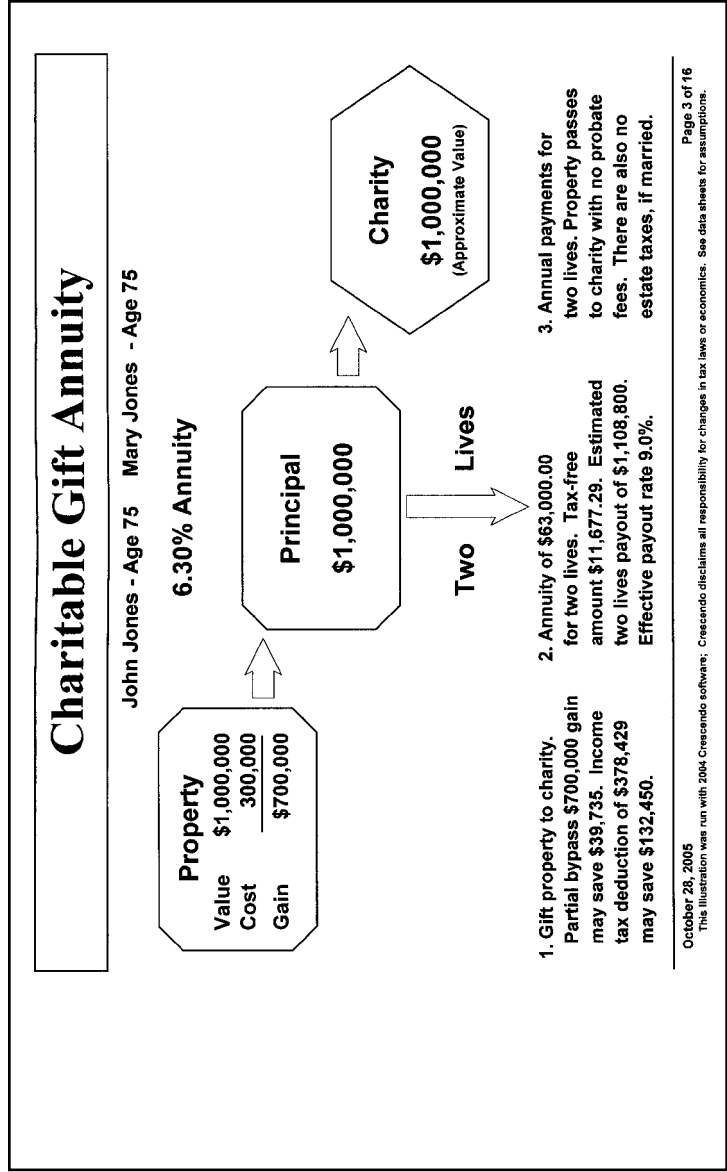 Charitable Gift Annuity
John Jones - Age 75 Mary Jones - Age 75
6.30% Annuity
Property
Value $1,000,000
Cost 300,000
Gain $700,000
Principal
$1,000,000
Charity
$1,000,000
(Approximate Value)
Two Lives
1. Gift property to charity.
Partial bypass $700,000 gain
may save $39,735. Income
tax deduction of $378,429
may save $132,450.
2. Annuity of $63,000.00
for two lives. Tax-free
amount $11,677.29. Estimated
two lives payout of $1,108,800.
Effective payout rate 9.0%.
3. Annual payments for
two lives. Property passes
to charity with no probate
fees. There are also no
estate taxes, if married.
October 28, 2005 Page 3 of 16
This illustration was run with 2004 Crescendo software; Crescendo disclaims all responsibility for changes in tax laws or economics. See data sheets for assumptions.